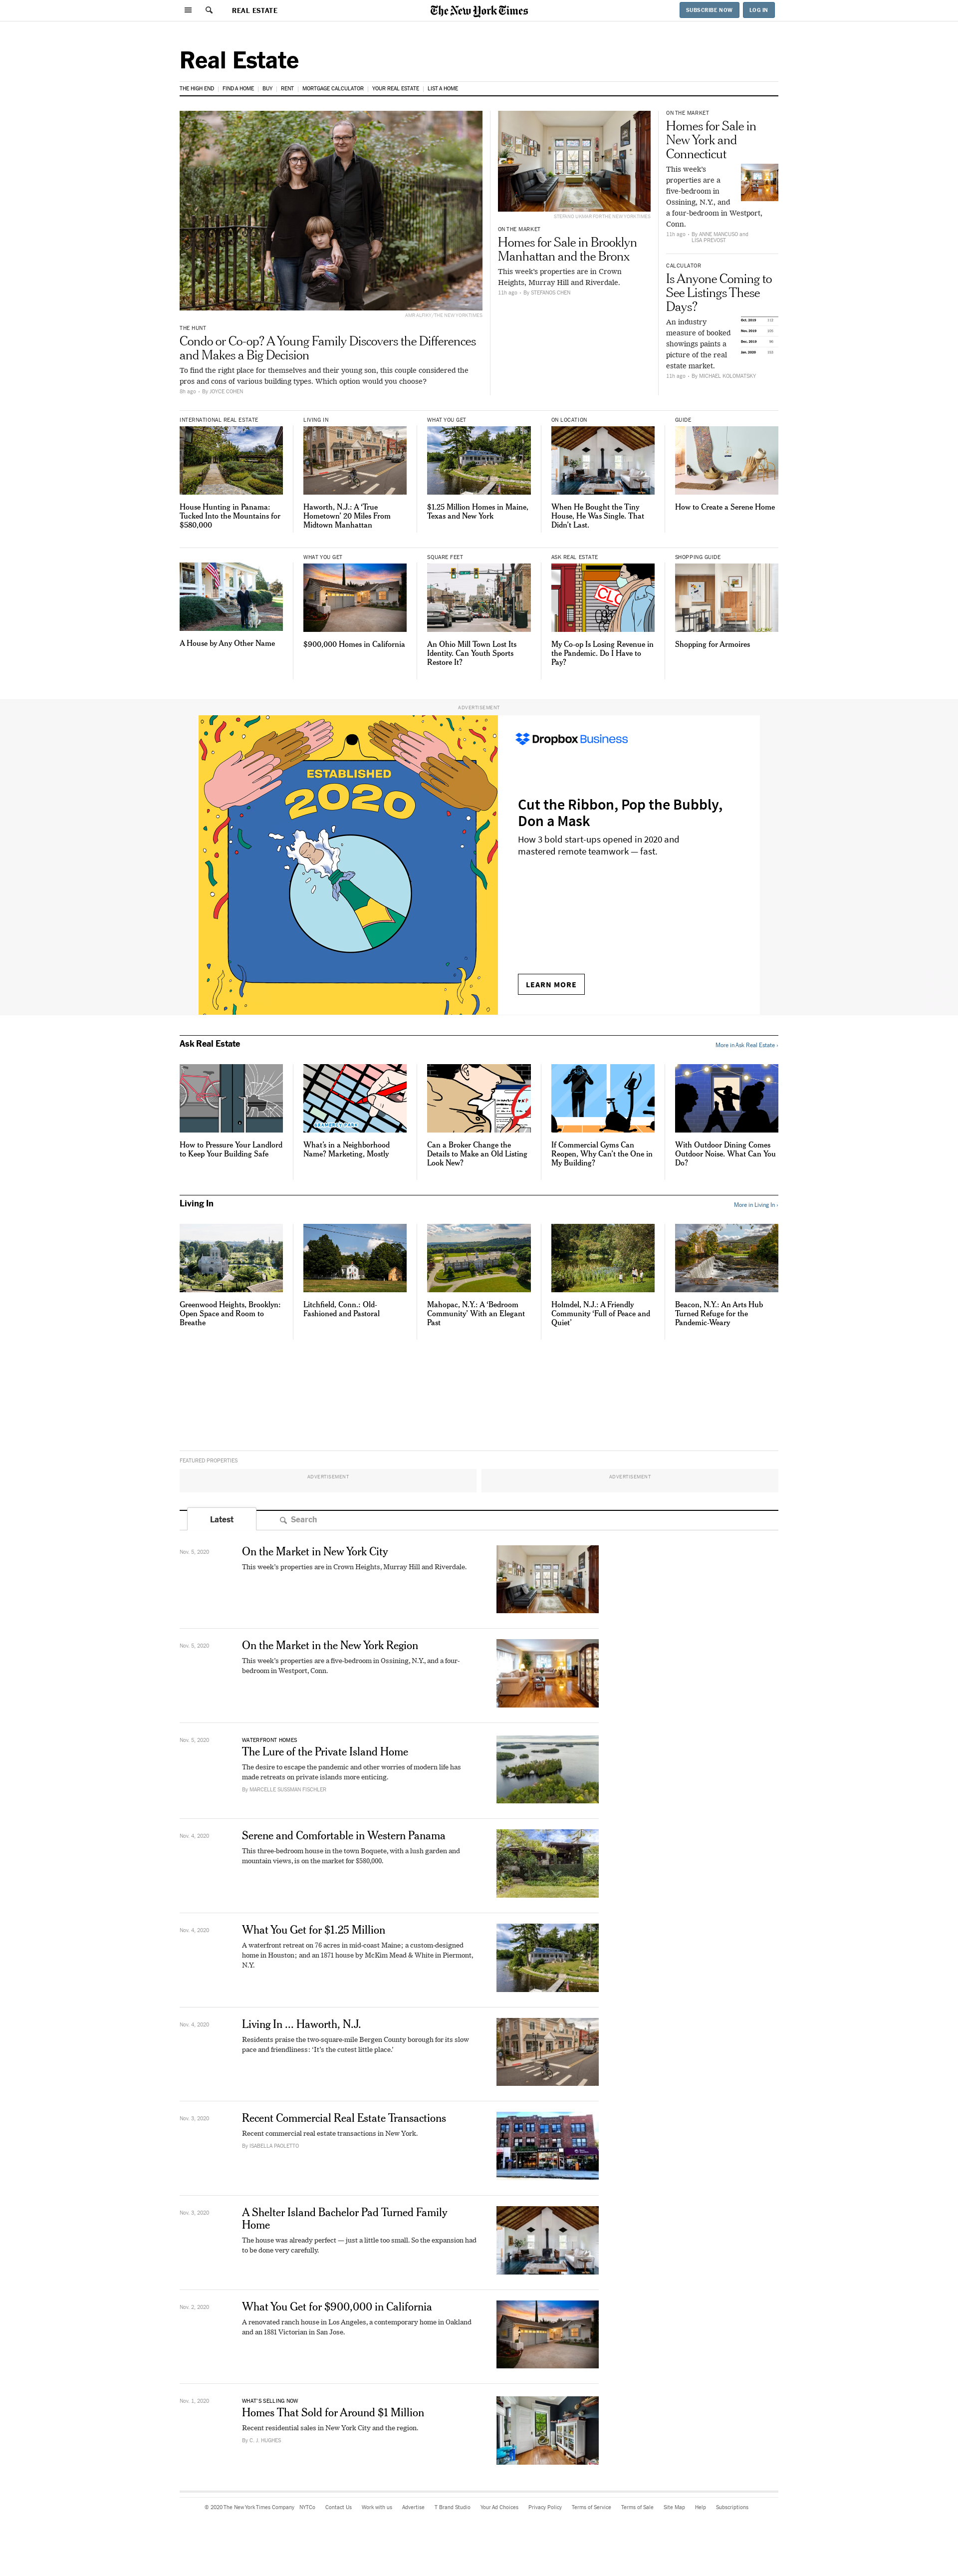 REAL ESTATE
The New York Times
SUBSCRIBE NOW
LOG IN
Real Estate
THE HIGH END
FIND A HOME
BUY
RENT
MORTGAGE CALCULATOR
YOUR REAL ESTATE
LIST A HOME
THE HUNT
Condo or Co-op? A Young Family Discovers the Differences
and Makes a Big Decision
To find the right place for themselves and their young son, this couple considered the
pros and cons of various building types. Which option would you choose?
8h ago · By JOYCE COHEN
ON THE MARKET
Homes for Sale in Brooklyn
Manhattan and the Bronx
This week's properties are in Crown
Heights, Murray Hill and Riverdale.
11h ago · By STEFANOS CHEN
ON THE MARKET
Homes for Sale in
New York and
Connecticut
This week's
properties are a
five-bedroom in
Ossining, N.Y., and
a four-bedroom in Westport,
Conn.
11h ago · By ANNE MANCUSO and
LISA PREVOST
CALCULATOR
Is Anyone Coming to
See Listings These
Days?
An industry
measure of booked
showings paints a
picture of the real
estate market.
11h ago · By MICHAEL KOLOMATSKY
INTERNATIONAL REAL ESTATE
House Hunting in Panama:
Tucked Into the Mountains for
$580,000
LIVING IN
Haworth, N.J.: A 'True
Hometown' 20 Miles From
Midtown Manhattan
WHAT YOU GET
$1.25 Million Homes in Maine,
Texas and New York
ON LOCATION
When He Bought the Tiny
House, He Was Single. That
Didn't Last.
GUIDE
How to Create a Serene Home
A House by Any Other Name
WHAT YOU GET
$900,000 Homes in California
SQUARE FEET
An Ohio Mill Town Lost Its
Identity. Can Youth Sports
Restore It?
ASK REAL ESTATE
CLO
My Co-op Is Losing Revenue in
the Pandemic. Do I Have to
Pay?
SHOPPING GUIDE
Shopping for Armoires
ADVERTISEMENT
ESTABLISHED
2020
Dropbox Business
Cut the Ribbon, Pop the Bubbly,
Don a Mask
How 3 bold start-ups opened in 2020 and
mastered remote teamwork — fast.
LEARN MORE
Ask Real Estate
More in Ask Real Estate ›
How to Pressure Your Landlord
to Keep Your Building Safe
GRAMERCY PARK
What's in a Neighborhood
Name? Marketing, Mostly
Can a Broker Change the
Details to Make an Old Listing
Look New?
If Commercial Gyms Can
Reopen, Why Can't the One in
My Building?
With Outdoor Dining Comes
Outdoor Noise. What Can You
Do?
Living In
More in Living In ›
Greenwood Heights, Brooklyn:
Open Space and Room to
Breathe
Litchfield, Conn.: Old-
Fashioned and Pastoral
Mahopac, N.Y.: A 'Bedroom
Community' With an Elegant
Past
Holmdel, N.J.: A Friendly
Community 'Full of Peace and
Quiet'
Beacon, N.Y.: An Arts Hub
Turned Refuge for the
Pandemic-Weary
FEATURED PROPERTIES
ADVERTISEMENT
ADVERTISEMENT
Latest
Search
Nov. 5, 2020
On the Market in New York City
This week's properties are in Crown Heights, Murray Hill and Riverdale.
Nov. 5, 2020
On the Market in the New York Region
This week's properties are a five-bedroom in Ossining, N.Y., and a four-
bedroom in Westport, Conn.
Nov. 5, 2020
WATERFRONT HOMES
The Lure of the Private Island Home
The desire to escape the pandemic and other worries of modern life has
made retreats on private islands more enticing.
By MARCELLE SUSSMAN FISCHLER
Nov. 4, 2020
Serene and Comfortable in Western Panama
This three-bedroom house in the town Boquete, with a lush garden and
mountain views, is on the market for $580,000.
Nov. 4, 2020
What You Get for $1.25 Million
A waterfront retreat on 76 acres in mid-coast Maine; a custom-designed
home in Houston; and an 1871 house by McKim Mead & White in Piermont,
N.Y.
Nov. 4, 2020
Living In ... Haworth, N.J.
Residents praise the two-square-mile Bergen County borough for its slow
pace and friendliness: 'It's the cutest little place.'
Nov. 3, 2020
Recent Commercial Real Estate Transactions
Recent commercial real estate transactions in New York.
By ISABELLA PAOLETTO
Nov. 3, 2020
A Shelter Island Bachelor Pad Turned Family
Home
The house was already perfect — just a little too small. So the expansion had
to be done very carefully.
Nov. 2, 2020
What You Get for $900,000 in California
A renovated ranch house in Los Angeles, a contemporary home in Oakland
and an 1881 Victorian in San Jose.
Nov. 1, 2020
WHAT'S SELLING NOW
Homes That Sold for Around $1 Million
Recent residential sales in New York City and the region.
By C. J. HUGHES
© 2020 The New York Times Company
NYTCo
Contact Us
Work with us
Advertise
T Brand Studio
Your Ad Choices
Privacy Policy
Terms of Service
Terms of Sale
Site Map
Help
Subscriptions